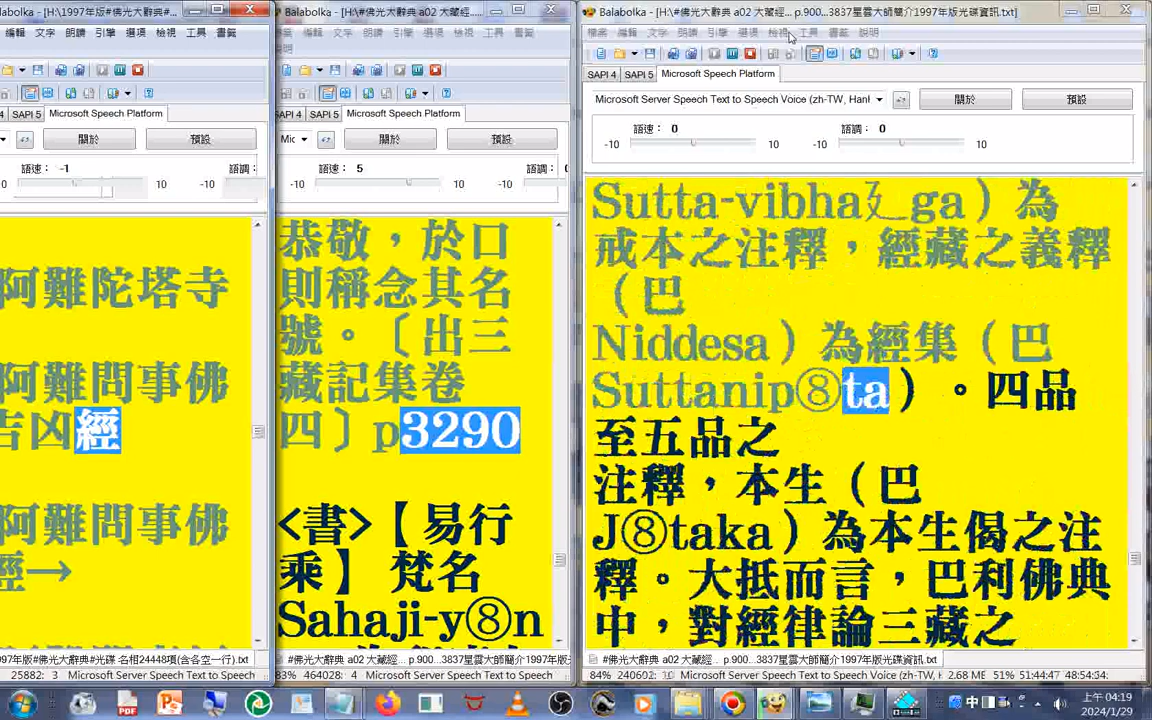 Balabolka - [H:\1997年版#佛光大辭典#...
編輯 文字 朗讀 引擎 選項 檢視 工具 書籤
4 SAPI 5 Microsoft Speech Platform
關於 預設
語速： -1 語調：
0 10 -10
阿難陀塔寺
阿難問事佛
吉凶經
阿難問事佛
經→
97年版#佛光大辭典#光碟 名相24448項(含各空一行).txt
25882: 3 Microsoft Server Speech Text to Speech
Balabolka - [H:\#佛光大辭典 a02 大藏經...
編輯 文字 朗讀 引擎 選項 檢視 工具 書籤
說明
API 4 SAPI 5 Microsoft Speech Platform
Mic 關於 預設
語速： 5 語調：
-10 10 -10
恭敬，於口
則稱念其名
號。〔出三
藏記集卷
四〕p3290
<書>【易行
乘】 梵名
Sahaji-y⑧n
#佛光大辭典 a02 大藏經... p.900...3837星雲大師簡介1997年版光碟資訊
83% 464028: 4 Microsoft Server Speech Text to Speech
Balabolka - [H:\#佛光大辭典 a02 大藏經... p.900...3837星雲大師簡介1997年版光碟資訊.txt]
檔案 編輯 文字 朗讀 引擎 選項 檢視 工具 書籤 說明
SAPI 4 SAPI 5 Microsoft Speech Platform
Microsoft Server Speech Text to Speech Voice (zh-TW, Hanl 關於 預設
語速： 0 語調： 0
-10 10 -10 10
Sutta-vibha廴_ga）為
戒本之注釋，經藏之義釋
（巴
Niddesa）為經集（巴
Suttanip⑧ta）。四品
至五品之
注釋，本生（巴
J⑧taka）為本生偈之注
釋。大抵而言，巴利佛典
中，對經律論三藏之
#佛光大辭典 a02 大藏經... p.900...3837星雲大師簡介1997年版光碟資訊.txt
84% 240602: Microsoft Server Speech Text to Speech Voice (zh-TW, 2.68 ME 51% 51:44:47 48:54:54
中
上午 04:19
2024/1/29